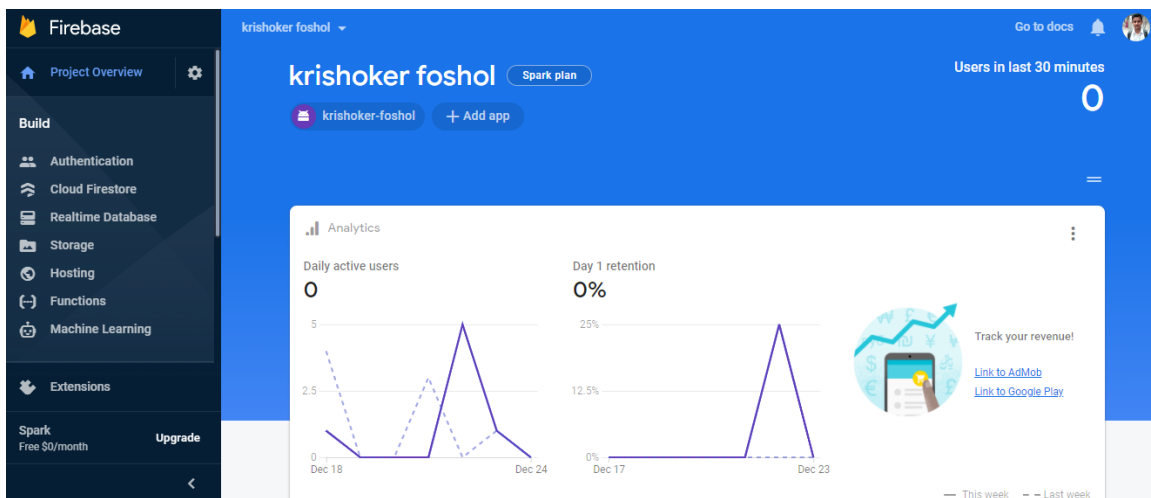 Firebase
Project Overview
Build
Authentication
Cloud Firestore
Realtime Database
Storage
Hosting
Functions
Machine Learning
Extensions
Spark
Free $0/month
Upgrade
krishoker foshol
Go to docs
krishoker foshol Spark plan
krishoker-foshol + Add app
Users in last 30 minutes
0
Analytics
Daily active users
0
5
2.5
0
Dec 18 Dec 24
Day 1 retention
0%
25%
12.5%
0%
Dec 17 Dec 23
Track your revenue!
Link to AdMob
Link to Google Play
This week Last week